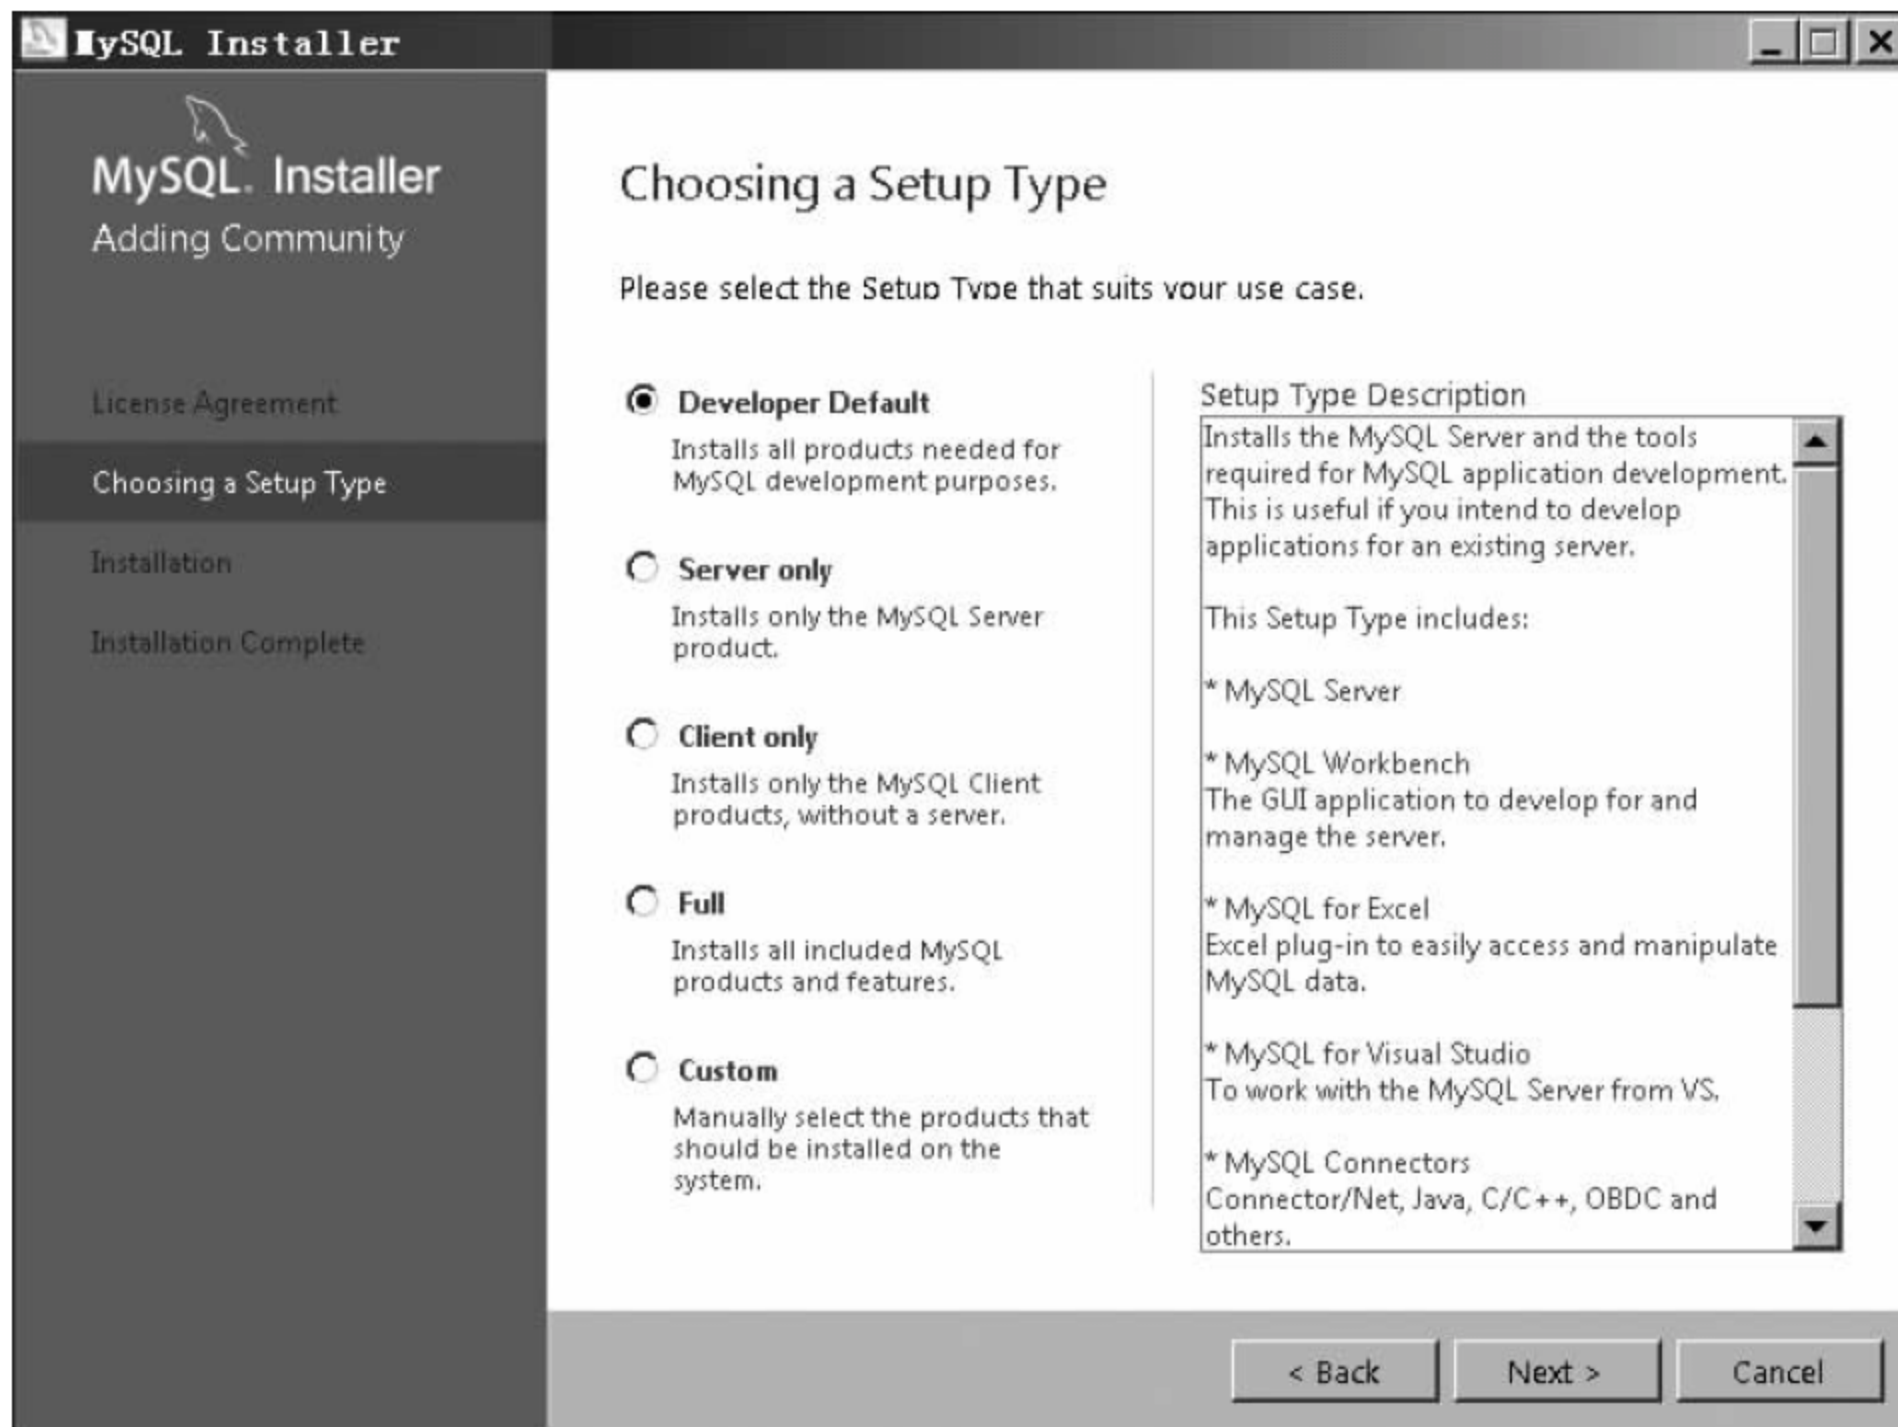 MySQL Installer
MySQL Installer
Adding Community
License Agreement
Choosing a Setup Type
Installation
Installation Complete
Choosing a Setup Type
Please select the Setup Type that suits your use case.
Developer Default
Installs all products needed for
MySQL development purposes.
Server only
Installs only the MySQL Server
product.
Client only
Installs only the MySQL Client
products, without a server.
Full
Installs all included MySQL
products and features.
Custom
Manually select the products that
should be installed on the
system.
Setup Type Description
Installs the MySQL Server and the tools
required for MySQL application development.
This is useful if you intend to develop
applications for an existing server.
This Setup Type includes:
* MySQL Server
* MySQL Workbench
The GUI application to develop for and
manage the server.
* MySQL for Excel
Excel plug-in to easily access and manipulate
MySQL data.
* MySQL for Visual Studio
To work with the MySQL Server from VS.
* MySQL Connectors
Connector/Net, Java, C/C++, OBDC and
others.
< Back
Next >
Cancel